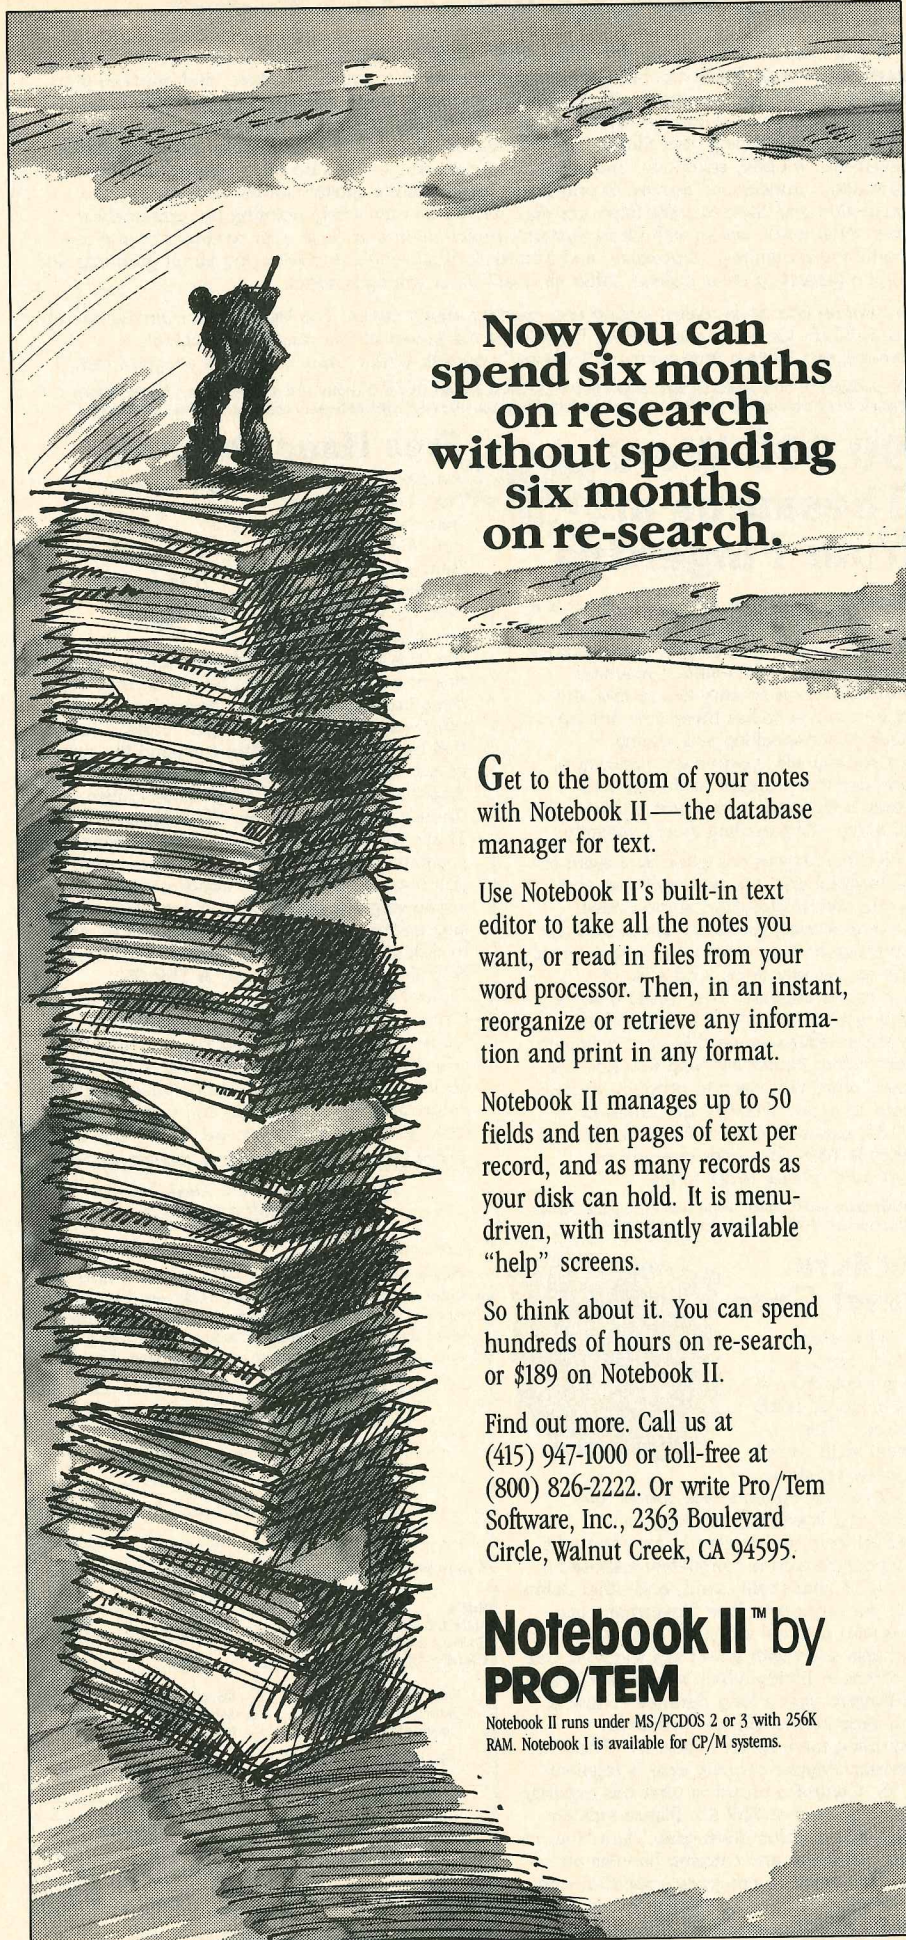 Now you can
spend six months
on research
without spending
six months
on re-search.
Get to the bottom of your notes
with Notebook II—the database
manager for text.
Use Notebook II's built-in text
editor to take all the notes you
want, or read in files from your
word processor. Then, in an instant,
reorganize or retrieve any informa-
tion and print in any format.
Notebook II manages up to 50
fields and ten pages of text per
record, and as many records as
your disk can hold. It is menu-
driven, with instantly available
"help" screens.
So think about it. You can spend
hundreds of hours on re-search,
or $189 on Notebook II.
Find out more. Call us at
(415) 947-1000 or toll-free at
(800) 826-2222. Or write Pro/Tem
Software, Inc., 2363 Boulevard
Circle, Walnut Creek, CA 94595.
Notebook II™ by
PRO/TEM
Notebook II runs under MS/PCDOS 2 or 3 with 256K
RAM. Notebook I is available for CP/M systems.